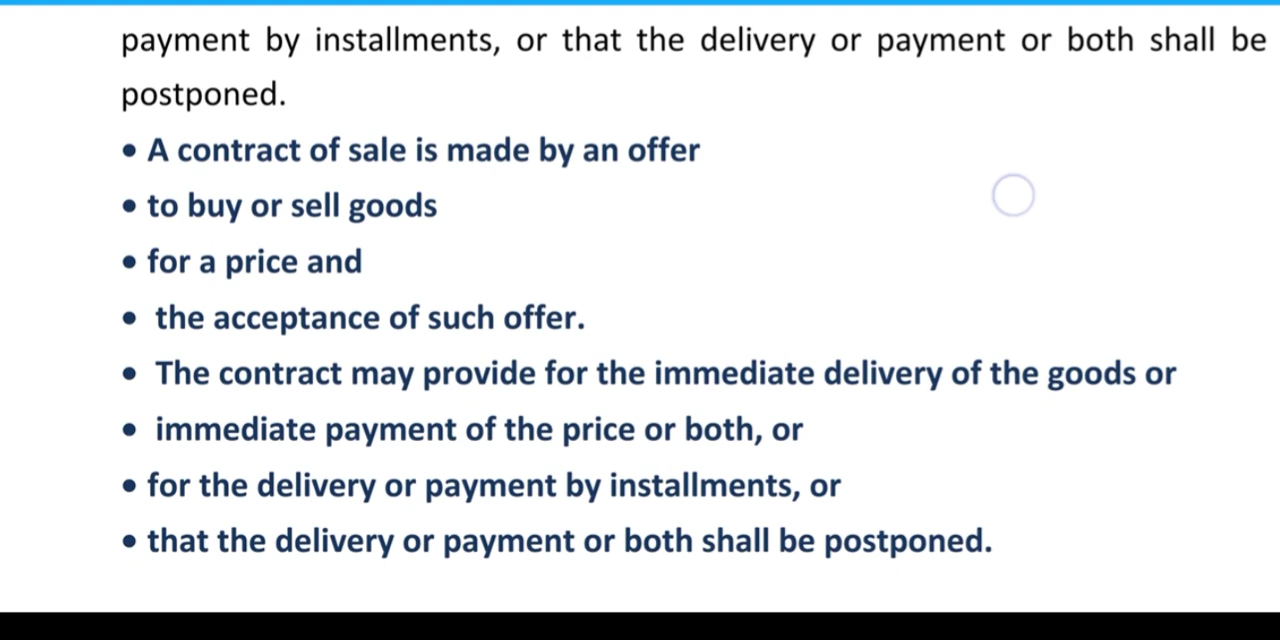 payment by installments, or that the delivery or payment or both shall be
postponed.
• A contract of sale is made by an offer
• to buy or sell goods
• for a price and
• the acceptance of such offer.
• The contract may provide for the immediate delivery of the goods or
• immediate payment of the price or both, or
• for the delivery or payment by installments, or
• that the delivery or payment or both shall be postponed.